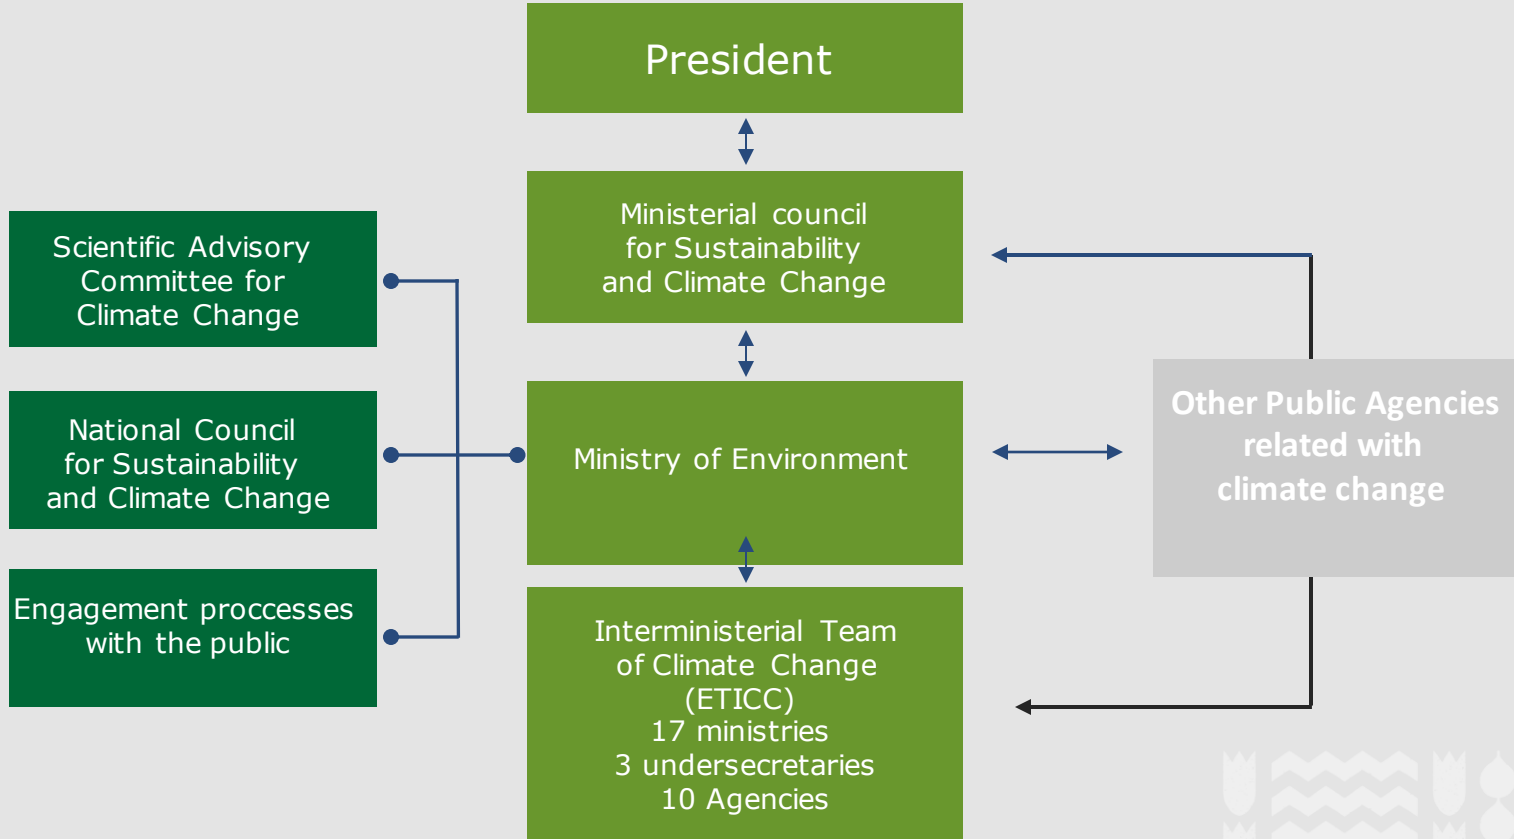 President
Ministerial council
for Sustainability
and Climate Change
Scientific Advisory
Committee for
Climate Change
National Council
for Sustainability
and Climate Change
Engagement proccesses
with the public
Ministry of Environment
Other Public Agencies
related with
climate change
Interministerial Team
of Climate Change
(ETICC)
17 ministries
3 undersecretaries
10 Agencies